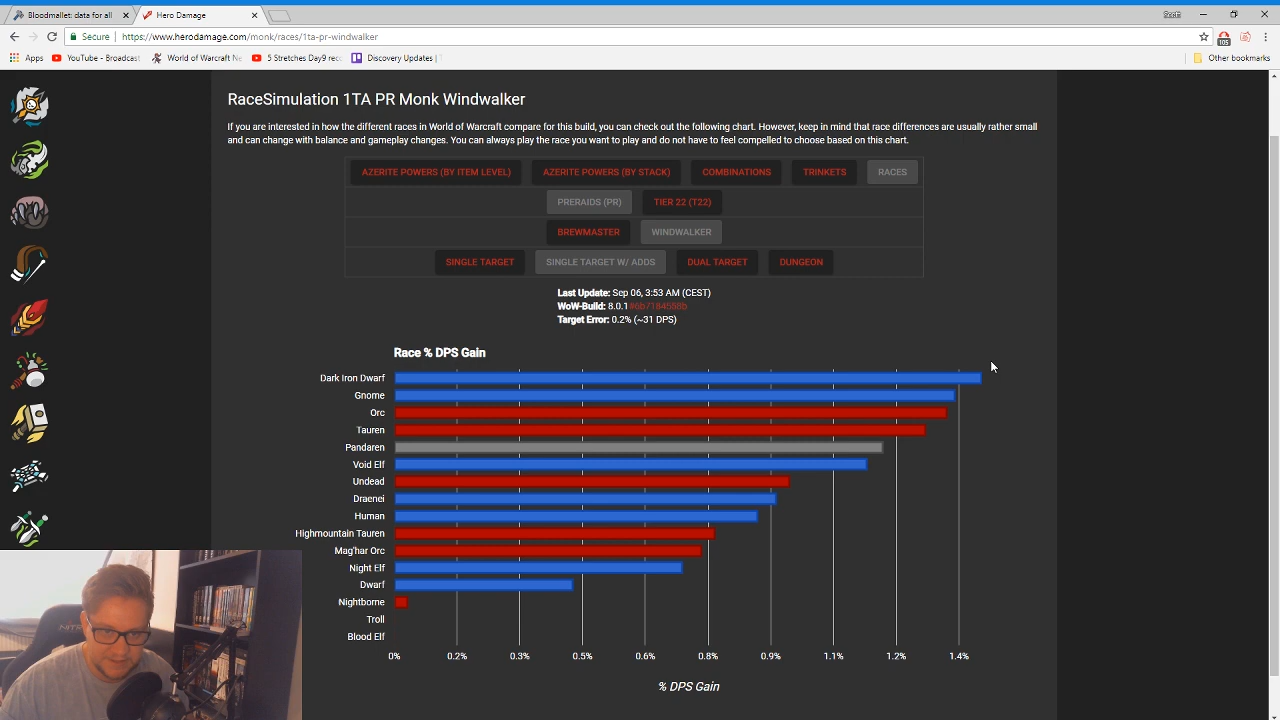 Bloodmallet: data for all
Hero Damage
Secure
https://www.herodamage.com/monk/races/1ta-pr-windwalker
105
Apps
YouTube - Broadcast
World of Warcraft Ne
5 Stretches Day9 rec
Discovery Updates | T
Other bookmarks
RaceSimulation 1TA PR Monk Windwalker
If you are interested in how the different races in World of Warcraft compare for this build, you can check out the following chart. However, keep in mind that race differences are usually rather small
and can change with balance and gameplay changes. You can always play the race you want to play and do not have to feel compelled to choose based on this chart.
AZERITE POWERS (BY ITEM LEVEL)
AZERITE POWERS (BY STACK)
COMBINATIONS
TRINKETS
RACES
PRERAIDS (PR)
TIER 22 (T22)
BREWMASTER
WINDWALKER
SINGLE TARGET
SINGLE TARGET W/ ADDS
DUAL TARGET
DUNGEON
Last Update: Sep 06, 3:53 AM (CEST)
WoW-Build: 8.0.1
Target Error: 0.2% (~31 DPS)
Race % DPS Gain
Dark Iron Dwarf
Gnome
Orc
Tauren
Pandaren
Void Elf
Undead
Draenei
Human
Highmountain Tauren
Mag'har Orc
Night Elf
Dwarf
Nightborne
Troll
Blood Elf
0% 0.2% 0.3% 0.5% 0.6% 0.8% 0.9% 1.1% 1.2% 1.4%
% DPS Gain